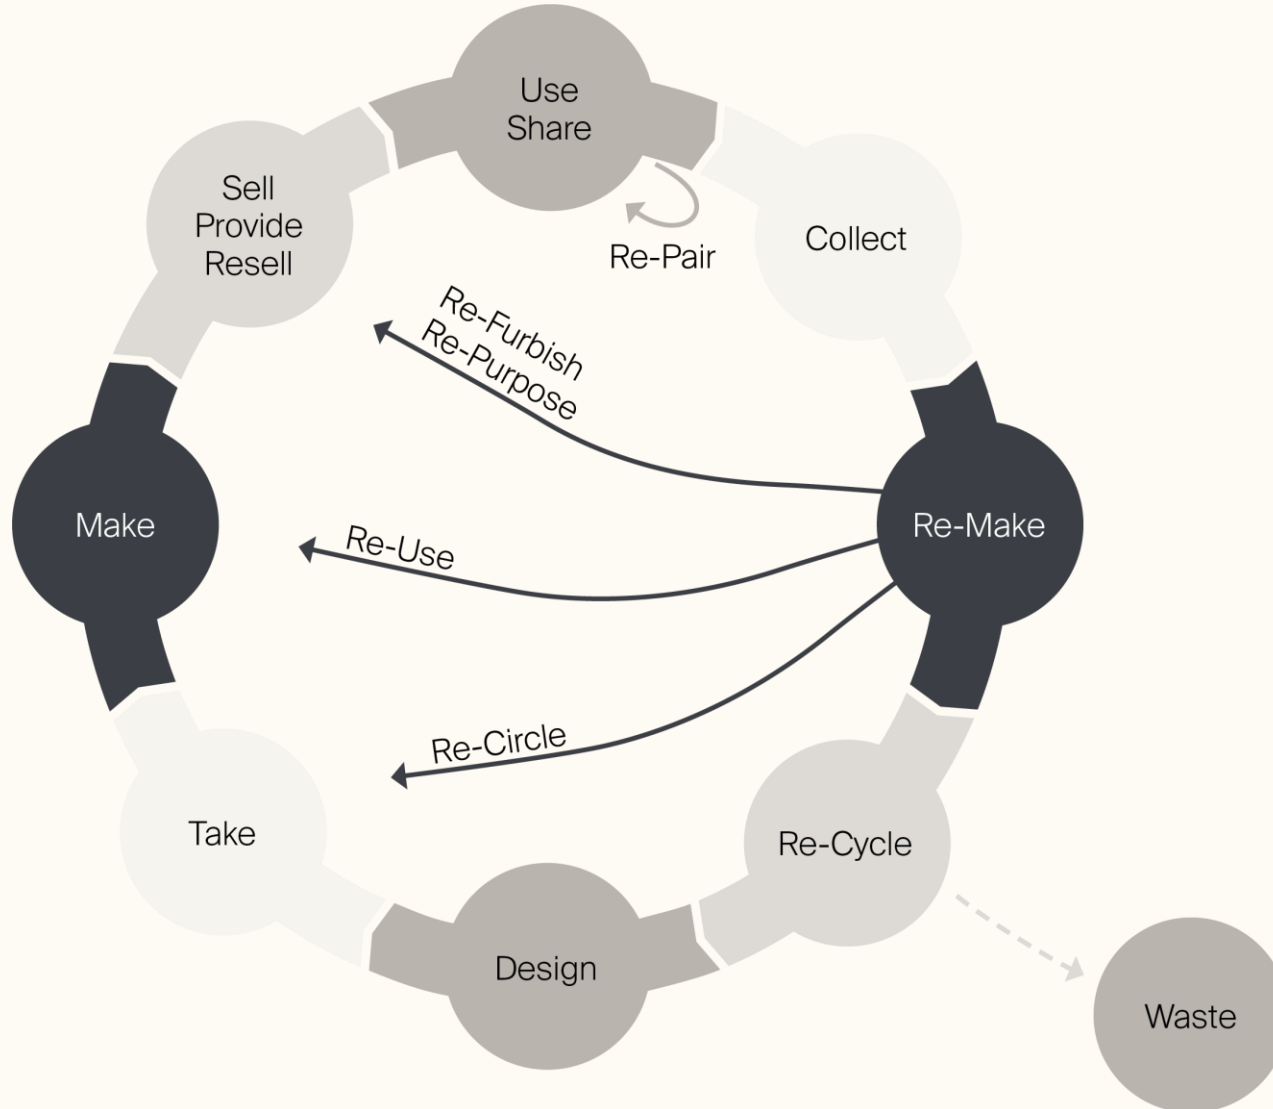 Use
Share
Sell
Provide
Resell
Collect
Re-Pair
Re-Furbish
Re-Purpose
Make
Re-Use
Re-Make
Re-Circle
Take
Re-Cycle
Design
Waste